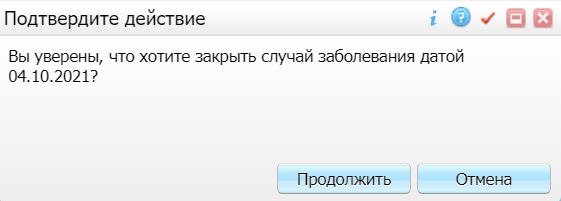 Подтвердите действие
Вы уверены, что хотите закрыть случай заболевания датой
04.10.2021?
Продолжить
Отмена